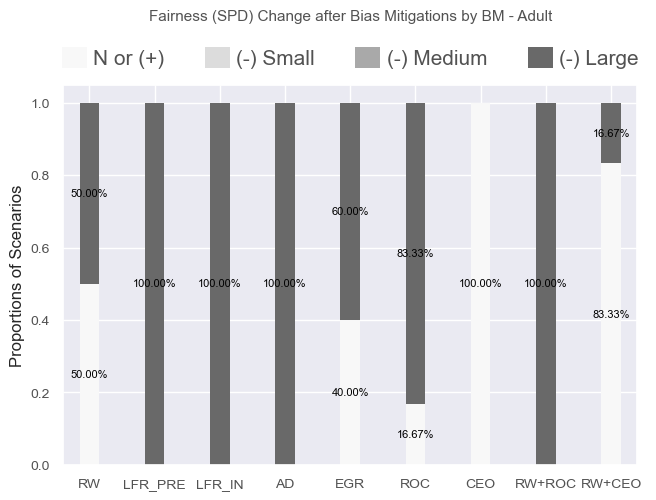 Fairness (SPD) Change after Bias Mitigations by BM - Adult
N or (+) (-) Small (-) Medium (-) Large
Proportions of Scenarios
1.0
0.8
0.6
0.4
0.2
0.0
16.67%
50.00%
60.00%
83.33%
100.00% 100.00% 100.00% 100.00% 100.00%
83.33%
50.00%
40.00%
16.67%
RW LFR_PRE LFR_IN AD EGR ROC CEO RW+ROC RW+CEO